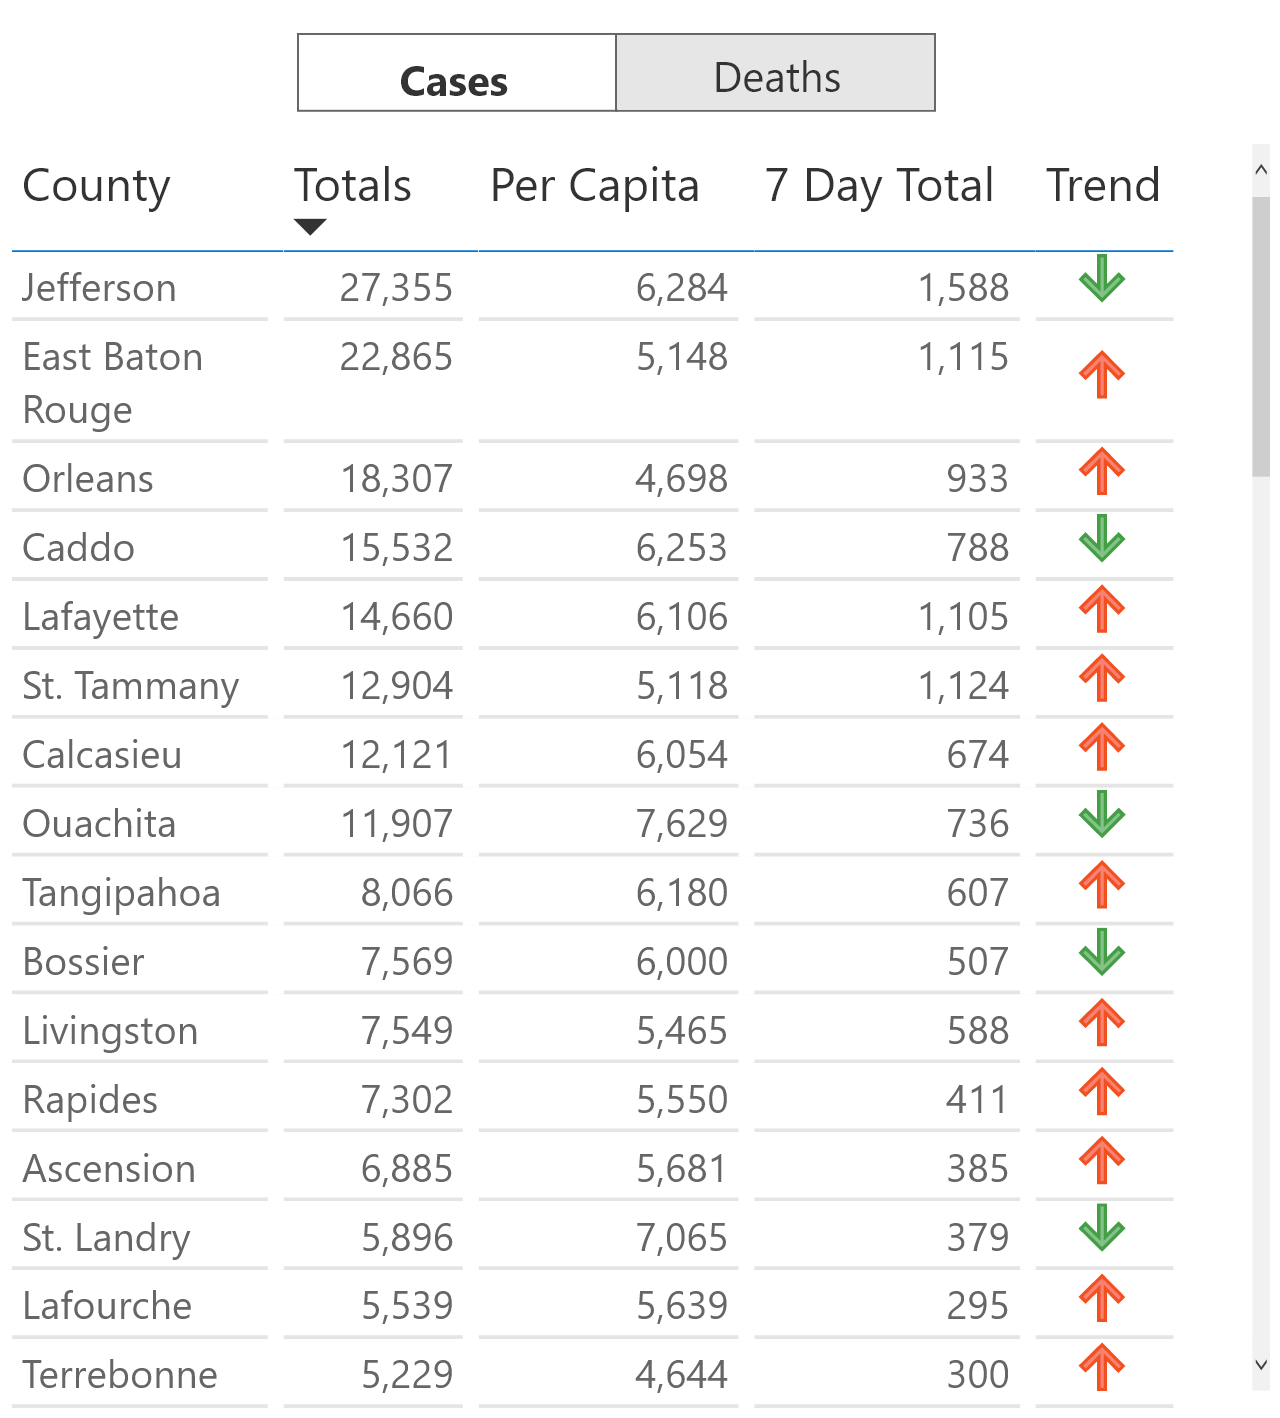 Cases Deaths
County Totals Per Capita 7 Day Total Trend
Jefferson 27,355 6,284 1,588
East Baton 22,865 5,148 1,115
Rouge
Orleans 18,307 4,698 933
Caddo 15,532 6,253 788
Lafayette 14,660 6,106 1,105
St. Tammany 12,904 5,118 1,124
Calcasieu 12,121 6,054 674
Ouachita 11,907 7,629 736
Tangipahoa 8,066 6,180 607
Bossier 7,569 6,000 507
Livingston 7,549 5,465 588
Rapides 7,302 5,550 411
Ascension 6,885 5,681 385
St. Landry 5,896 7,065 379
Lafourche 5,539 5,639 295
Terrebonne 5,229 4,644 300